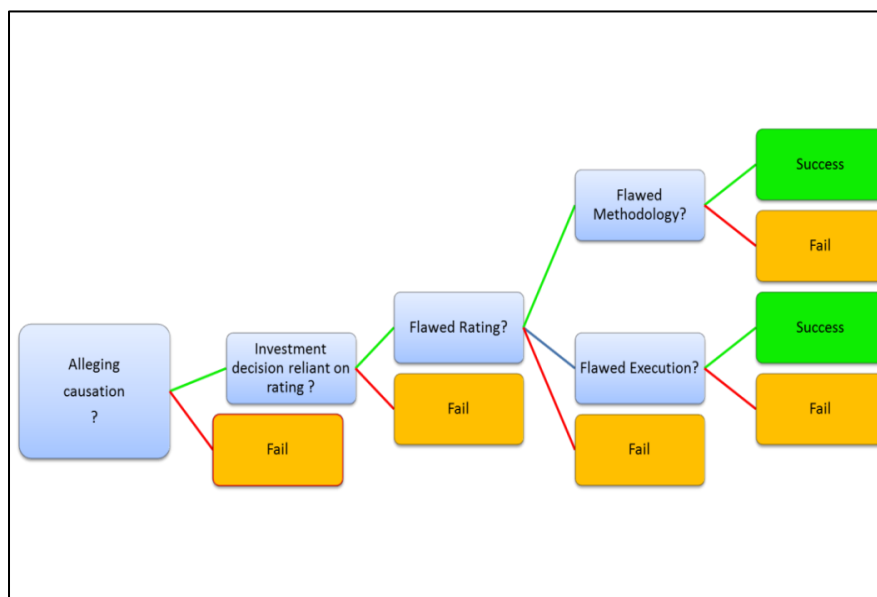 Alleging
causation
?
Investment
decision reliant on
rating ?
Fail
Flawed Rating?
Fail
Flawed
Methodology?
Flawed Execution?
Fail
Success
Fail
Success
Fail